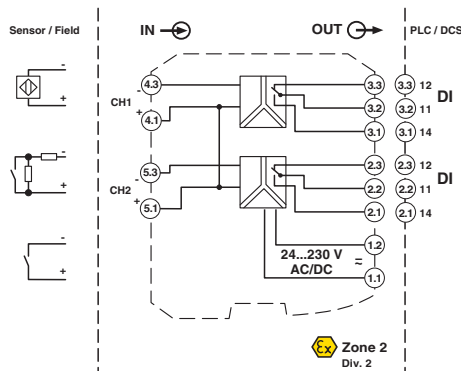 Sensor / Field
IN
OUT
PLC / DCS
-
+
-
+
-
+
CH1
-
4.3
+
4.1
CH2
5.3
-
+
5.1
3.3
3.2
3.1
2.3
2.2
2.1
1.2
1.1
3.3 12
3.2 11
3.1 14
DI
2.3 12
2.2 11
2.1 14
DI
24...230 V
AC/DC
≂
Ex Zone 2
Div. 2